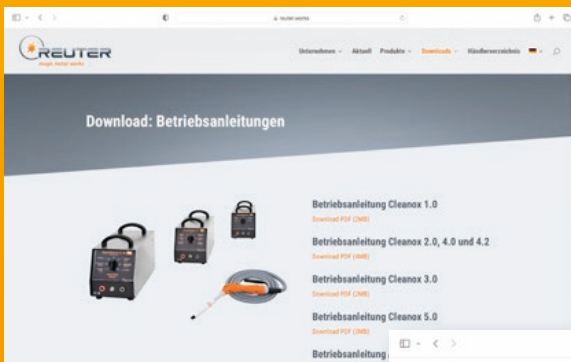 reuter.works
REUTER
magic metal works
Unternehmen Aktuell Produkte Downloads Händlerverzeichnis
Download: Betriebsanleitungen
Betriebsanleitung Cleanox 1.0
Download PDF (2MB)
Betriebsanleitung Cleanox 2.0, 4.0 und 4.2
Download PDF (4MB)
Betriebsanleitung Cleanox 3.0
Download PDF (2MB)
Betriebsanleitung Cleanox 5.0
Download PDF (2MB)
Betriebsanleitung